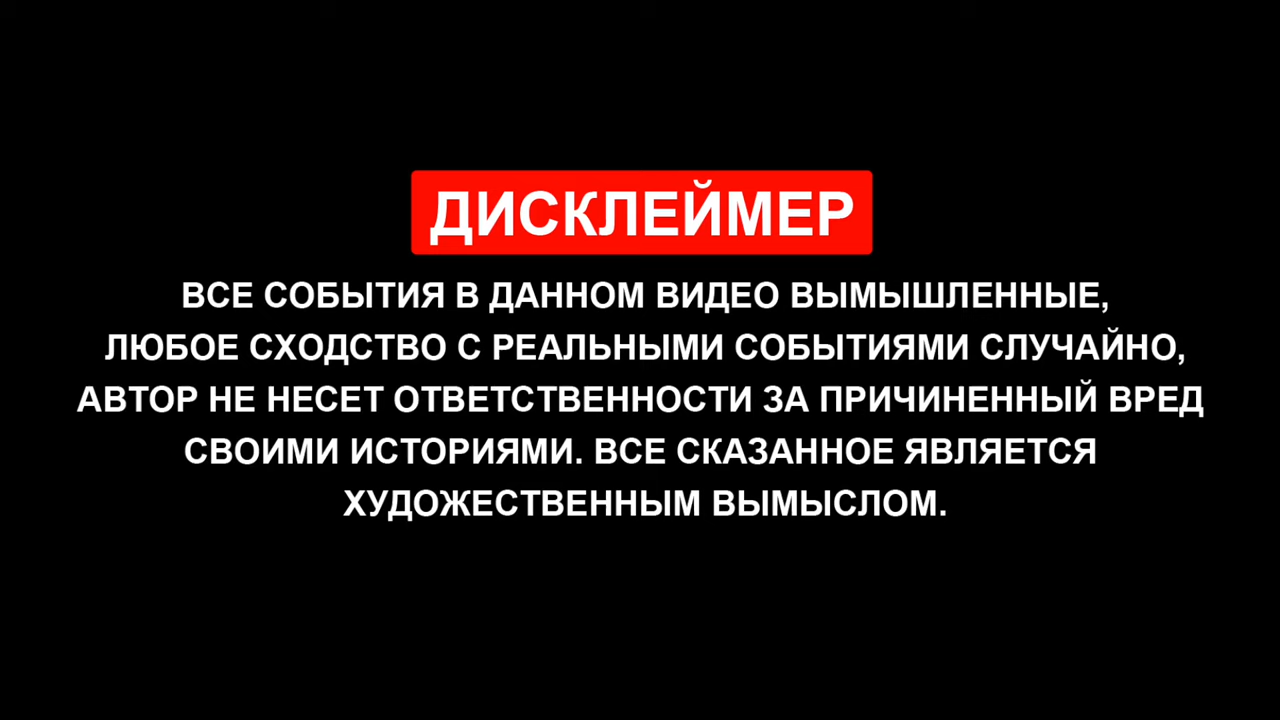 ДИСКЛЕЙМЕР
ВСЕ СОБЫТИЯ В ДАННОМ ВИДЕО ВЫМЫШЛЕННЫЕ,
ЛЮБОЕ СХОДСТВО С РЕАЛЬНЫМИ СОБЫТИЯМИ СЛУЧАЙНО,
АВТОР НЕ НЕСЕТ ОТВЕТСТВЕННОСТИ ЗА ПРИЧИНЕННЫЙ ВРЕД
СВОИМИ ИСТОРИЯМИ. ВСЕ СКАЗАННОЕ ЯВЛЯЕТСЯ
ХУДОЖЕСТВЕННЫМ ВЫМЫСЛОМ.